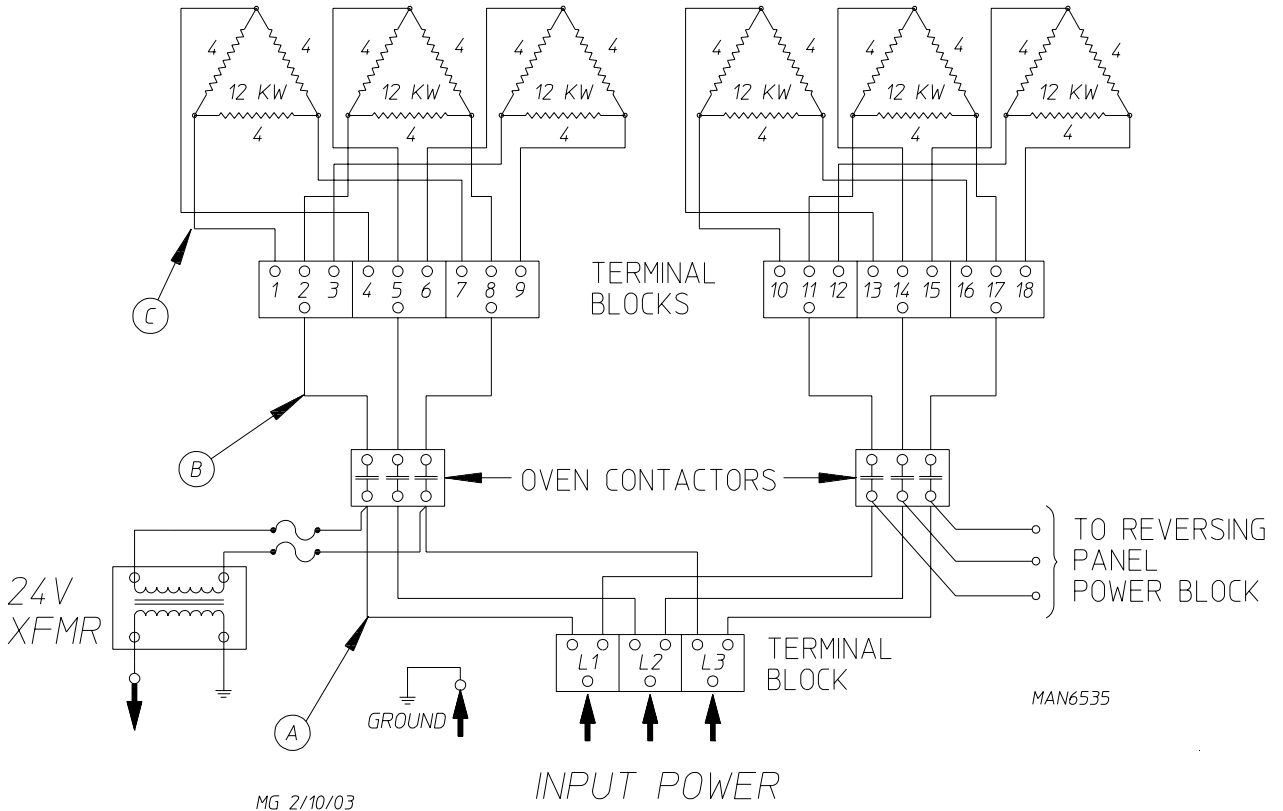 4 4 4 4 4 4 4 4 4 4 4 4
12 KW 12 KW 12 KW 12 KW 12 KW 12 KW
4 4 4 4 4 4
C
1 2 3 4 5 6 7 8 9
TERMINAL
BLOCKS
10 11 12 13 14 15 16 17 18
B
OVEN CONTACTORS
TO REVERSING
PANEL
POWER BLOCK
24V
XFMR
L1 L2 L3
TERMINAL
BLOCK
GROUND
A
MAN6535
INPUT POWER
MG 2/10/03